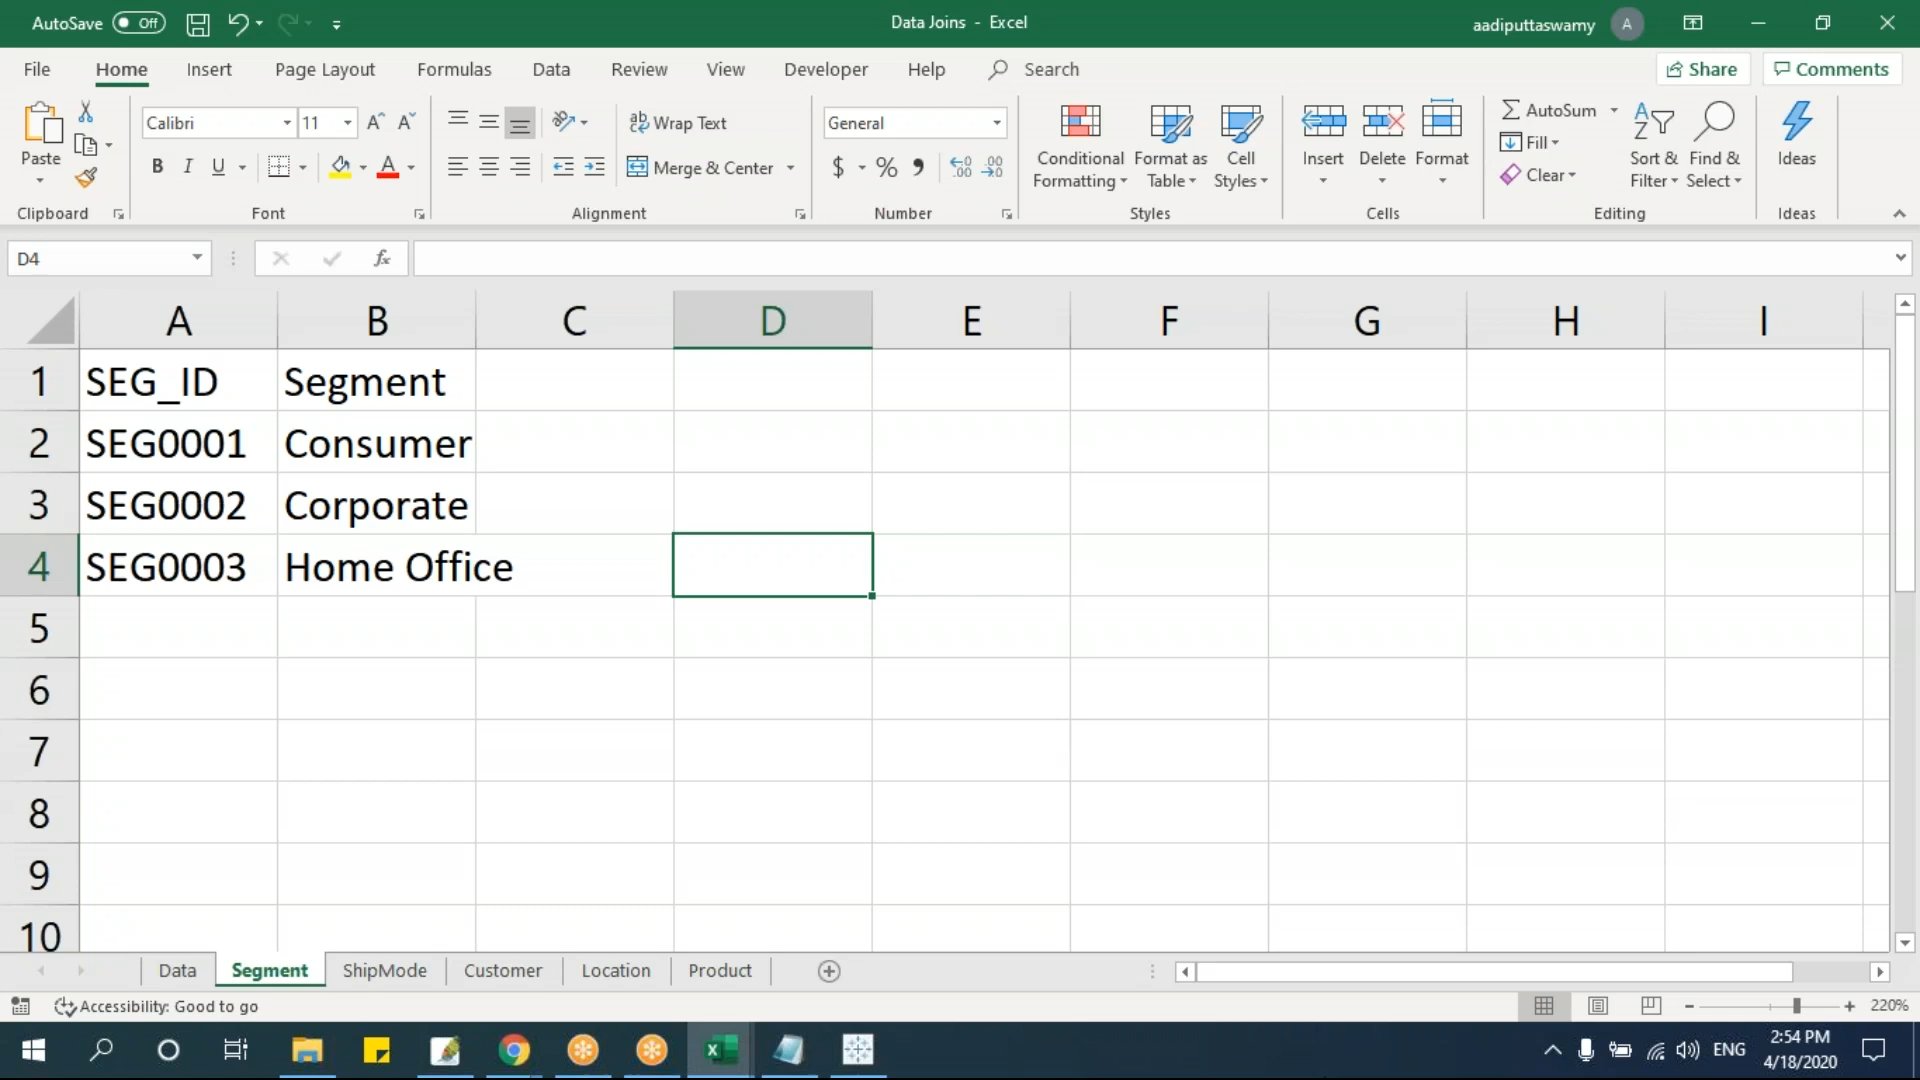 AutoSave Off
Data Joins - Excel
aadiputtaswamy A
File Home Insert Page Layout Formulas Data Review View Developer Help Search Share Comments
Paste
Clipboard
Calibri 11
B I U A
Font
Wrap Text
Merge & Center
Alignment
General
$ % ,
Number
Conditional Formatting
Format as Table
Cell Styles
Styles
Insert Delete Format
Cells
AutoSum
Fill
Clear
Sort & Filter
Find & Select
Editing
Ideas
Ideas
D4 fx
A B C D E F G H I
1 SEG_ID Segment
2 SEG0001 Consumer
3 SEG0002 Corporate
4 SEG0003 Home Office
5
6
7
8
9
10
Data Segment ShipMode Customer Location Product
Accessibility: Good to go 220%
ENG 2:54 PM
4/18/2020